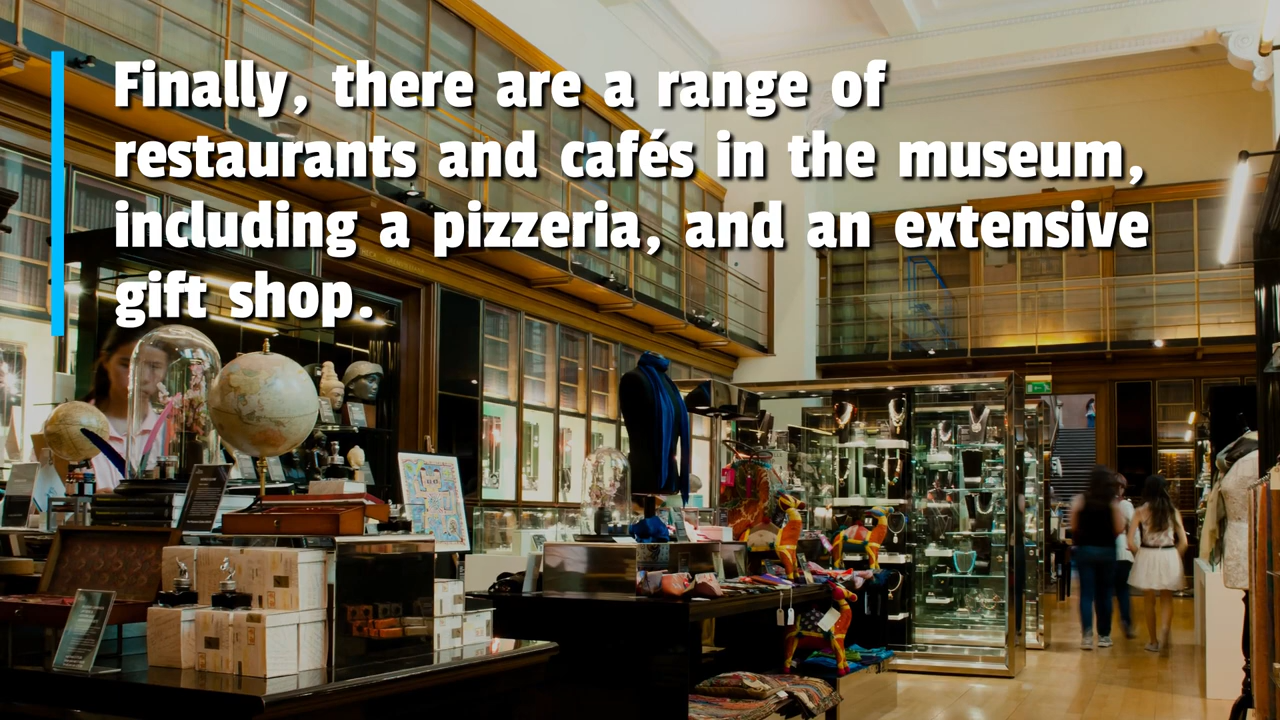 Finally, there are a range of
restaurants and cafés in the museum,
including a pizzeria, and an extensive
gift shop.